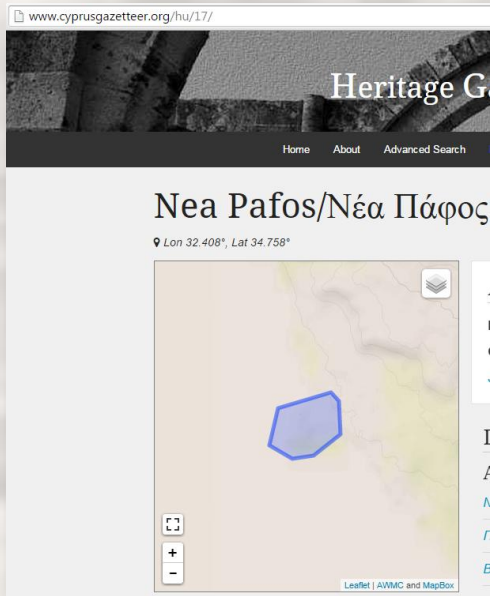 www.cyprusgazetteer.org/hu/17/
Heritage Ga
Home About Advanced Search
Nea Pafos/Νέα Πάφος
Lon 32.408°, Lat 34.758°
+
−
Leaflet | AWMC and MapBox